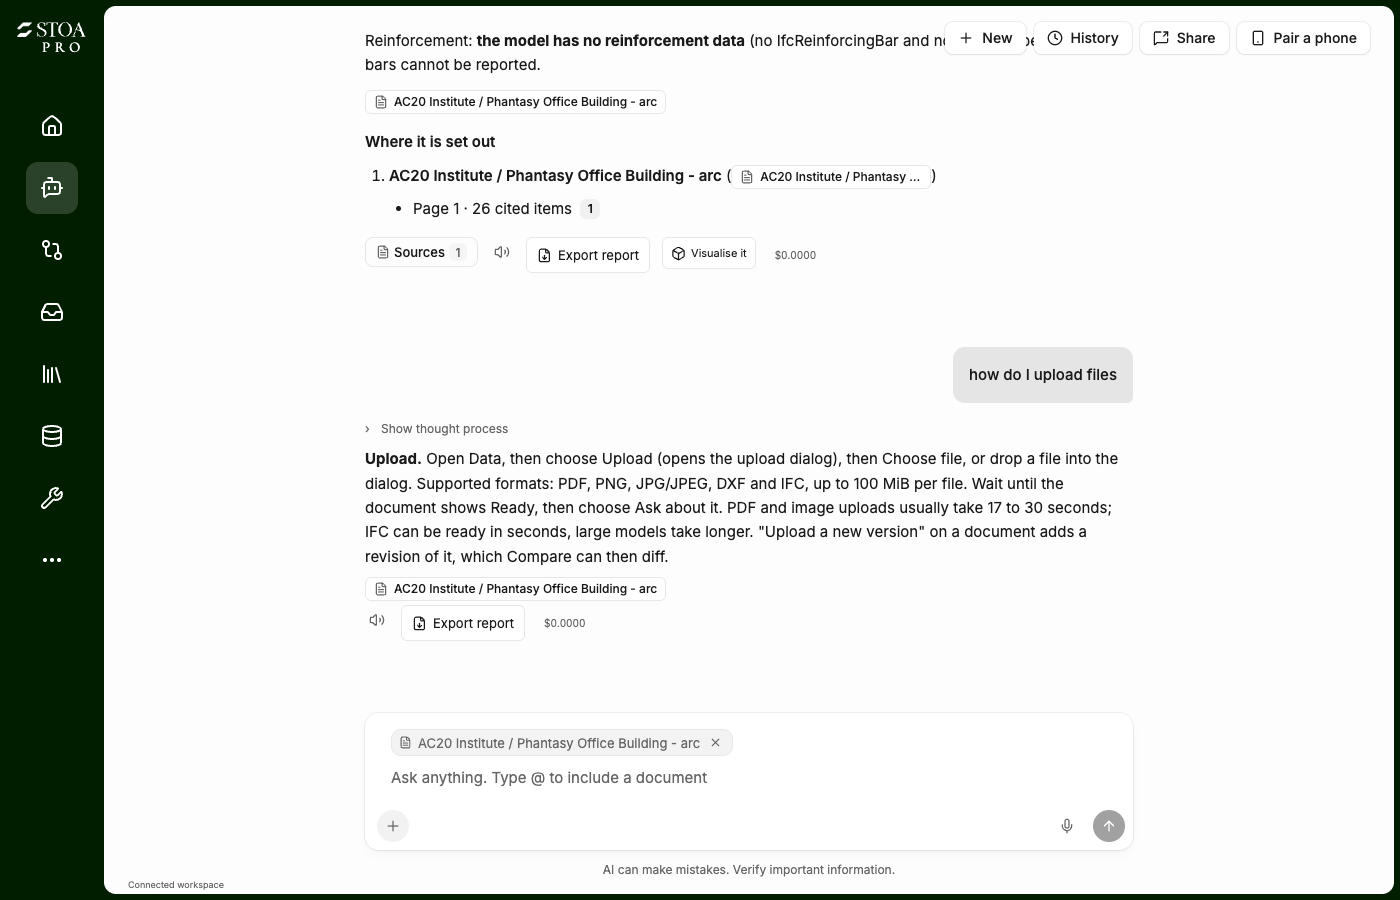 STOA
PRO
New
History
Share
Pair a phone
Reinforcement: the model has no reinforcement data (no IfcReinforcingBar and no
bars cannot be reported.
AC20 Institute / Phantasy Office Building - arc
Where it is set out
1. AC20 Institute / Phantasy Office Building - arc ( AC20 Institute / Phantasy ... )
• Page 1 · 26 cited items 1
Sources 1
Export report
Visualise it
$0.0000
how do I upload files
› Show thought process
Upload. Open Data, then choose Upload (opens the upload dialog), then Choose file, or drop a file into the
dialog. Supported formats: PDF, PNG, JPG/JPEG, DXF and IFC, up to 100 MiB per file. Wait until the
document shows Ready, then choose Ask about it. PDF and image uploads usually take 17 to 30 seconds;
IFC can be ready in seconds, large models take longer. "Upload a new version" on a document adds a
revision of it, which Compare can then diff.
AC20 Institute / Phantasy Office Building - arc
Export report
$0.0000
AC20 Institute / Phantasy Office Building - arc
Ask anything. Type @ to include a document
AI can make mistakes. Verify important information.
Connected workspace